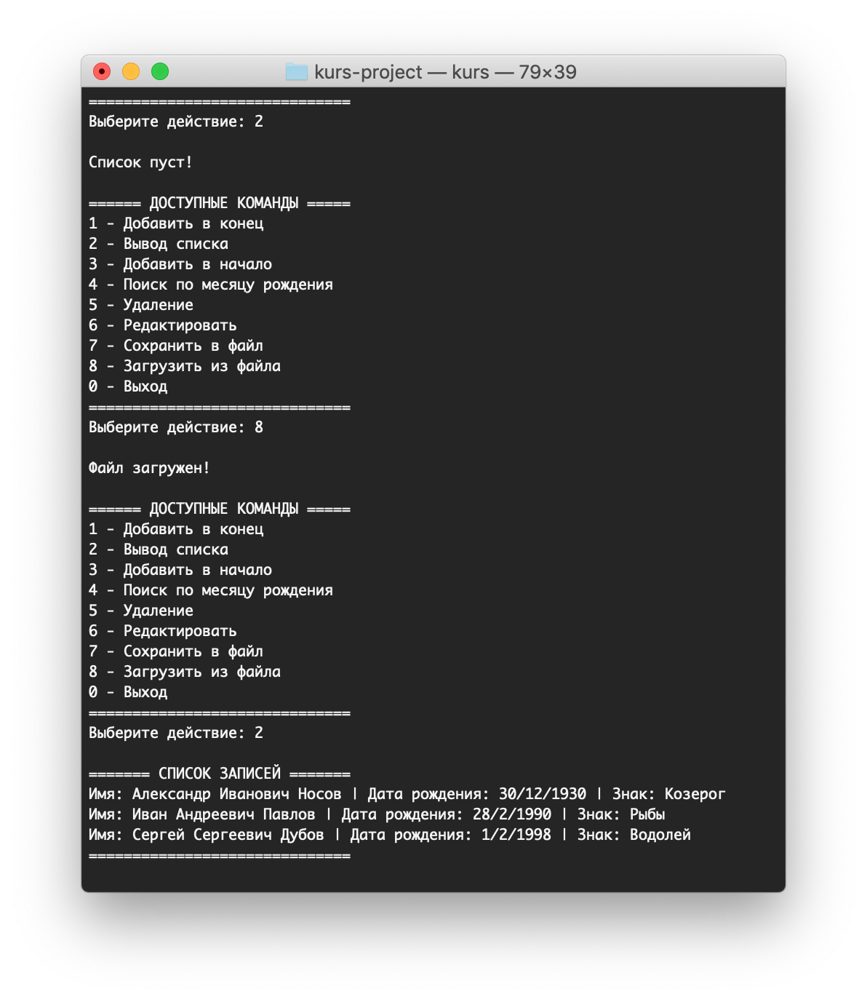 kurs-project — kurs — 79×39
==============================
Выберите действие: 2
Список пуст!
====== ДОСТУПНЫЕ КОМАНДЫ =====
1 - Добавить в конец
2 - Вывод списка
3 - Добавить в начало
4 - Поиск по месяцу рождения
5 - Удаление
6 - Редактировать
7 - Сохранить в файл
8 - Загрузить из файла
0 - Выход
==============================
Выберите действие: 8
Файл загружен!
====== ДОСТУПНЫЕ КОМАНДЫ =====
1 - Добавить в конец
2 - Вывод списка
3 - Добавить в начало
4 - Поиск по месяцу рождения
5 - Удаление
6 - Редактировать
7 - Сохранить в файл
8 - Загрузить из файла
0 - Выход
==============================
Выберите действие: 2
======= СПИСОК ЗАПИСЕЙ =======
Имя: Александр Иванович Носов | Дата рождения: 30/12/1930 | Знак: Козерог
Имя: Иван Андреевич Павлов | Дата рождения: 28/2/1990 | Знак: Рыбы
Имя: Сергей Сергеевич Дубов | Дата рождения: 1/2/1998 | Знак: Водолей
==============================